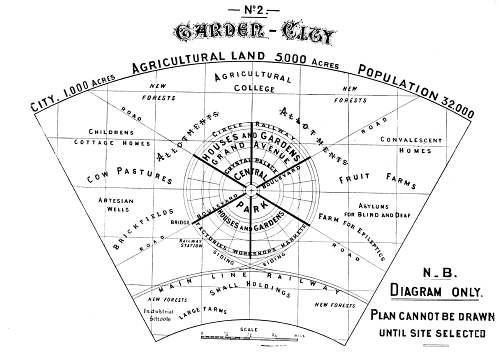 — Nº2. —
GARDEN-CITY
CITY. 1,000 ACRES AGRICULTURAL LAND 5,000 ACRES POPULATION 32,000
AGRICULTURAL
COLLEGE
NEW
FORESTS
NEW
FORESTS
ROAD
ROAD
ALLOTMENTS
ALLOTMENTS
CIRCLE RAILWAY
HOUSES AND GARDENS
GRAND AVENUE
CRYSTAL PALACE
CENTRAL
BOULEVARD
CHILDRENS
COTTAGE HOMES
CONVALESCENT
HOMES
COW PASTURES
FRUIT FARMS
ARTESIAN
WELLS
ASYLUMS
FOR BLIND AND DEAF
BOULEVARD
PARK
HOUSES AND GARDENS
BRICKFIELDS
BRIDGE
FARM FOR EPILEPTICS
FACTORIES WORKSHOPS MARKETS
ROAD
RAILWAY
STATION
SIDING
SIDING
ROAD
MAIN LINE RAILWAY
SMALL HOLDINGS
NEW FORESTS
NEW FORESTS
Industrial
Schools
LARGE FARMS
SCALE
MILE
N.B.
DIAGRAM ONLY.
PLAN CANNOT BE DRAWN
UNTIL SITE SELECTED